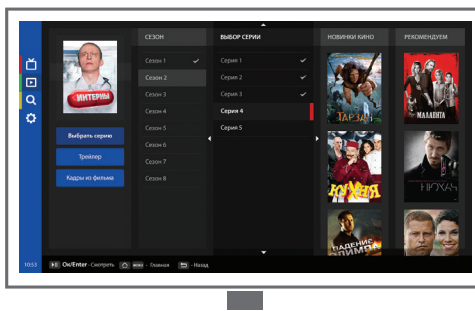 СЕЗОН
ВЫБОР СЕРИИ
НОВИНКИ КИНО
РЕКОМЕНДУЕМ
ИНТЕРНЫ
Выбрать серию
Трейлер
Кадры из фильма
Сезон 1
Сезон 2
Сезон 3
Сезон 4
Сезон 5
Сезон 6
Сезон 7
Сезон 8
Серия 1
Серия 2
Серия 3
Серия 4
Серия 5
ТАРЗАН
КУХНЯ
ПАДЕНИЕ
ОЛИМПА
МАЛАВИТА
НЮХАЧ
10:53
Ок/Enter - Смотреть
- Главная
- Назад